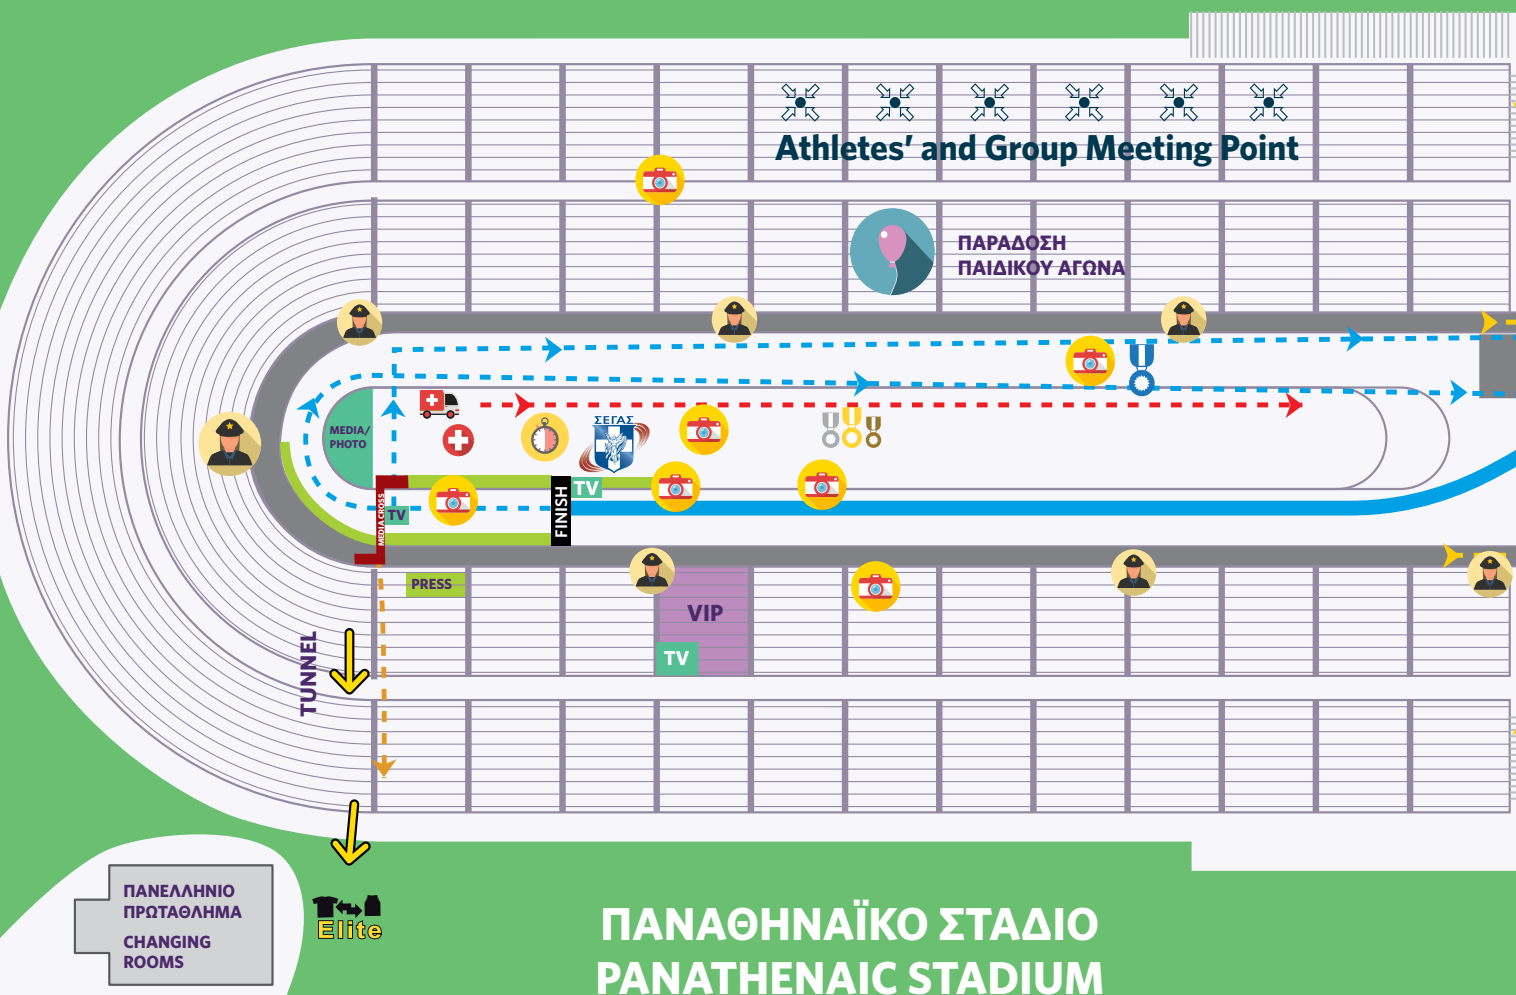 Athletes' and Group Meeting Point
ΠΑΡΑΔΟΣΗ
ΠΑΙΔΙΚΟΥ ΑΓΩΝΑ
MEDIA/
PHOTO
ΣΕΓΑΣ
TV
FINISH
MEDIA CROSS
TV
PRESS
VIP
TV
TUNNEL
ΠΑΝΕΛΛΗΝΙΟ
ΠΡΩΤΑΘΛΗΜΑ
CHANGING
ROOMS
Elite
ΠΑΝΑΘΗΝΑΪΚΟ ΣΤΑΔΙΟ
PANATHENAIC STADIUM